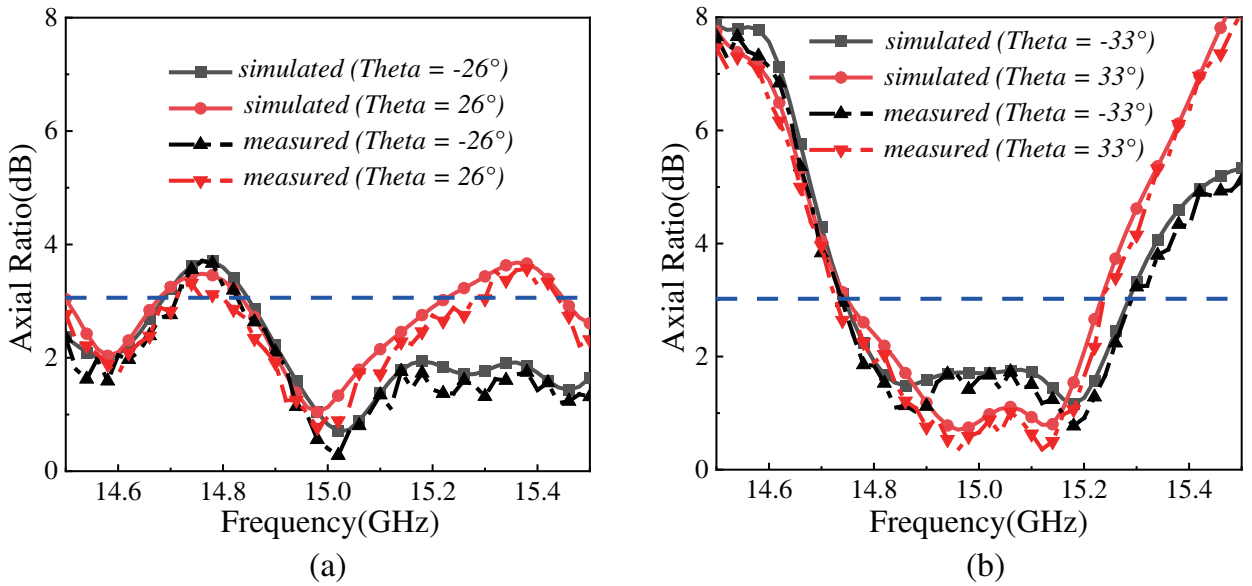 8
6
4
2
0
Axial Ratio(dB)
simulated (Theta = -26°)
simulated (Theta = 26°)
measured (Theta = -26°)
measured (Theta = 26°)
14.6
14.8
15.0
15.2
15.4
Frequency(GHz)
(a)
8
6
4
2
0
Axial Ratio(dB)
simulated (Theta = -33°)
simulated (Theta = 33°)
measured (Theta = -33°)
measured (Theta = 33°)
14.6
14.8
15.0
15.2
15.4
Frequency(GHz)
(b)